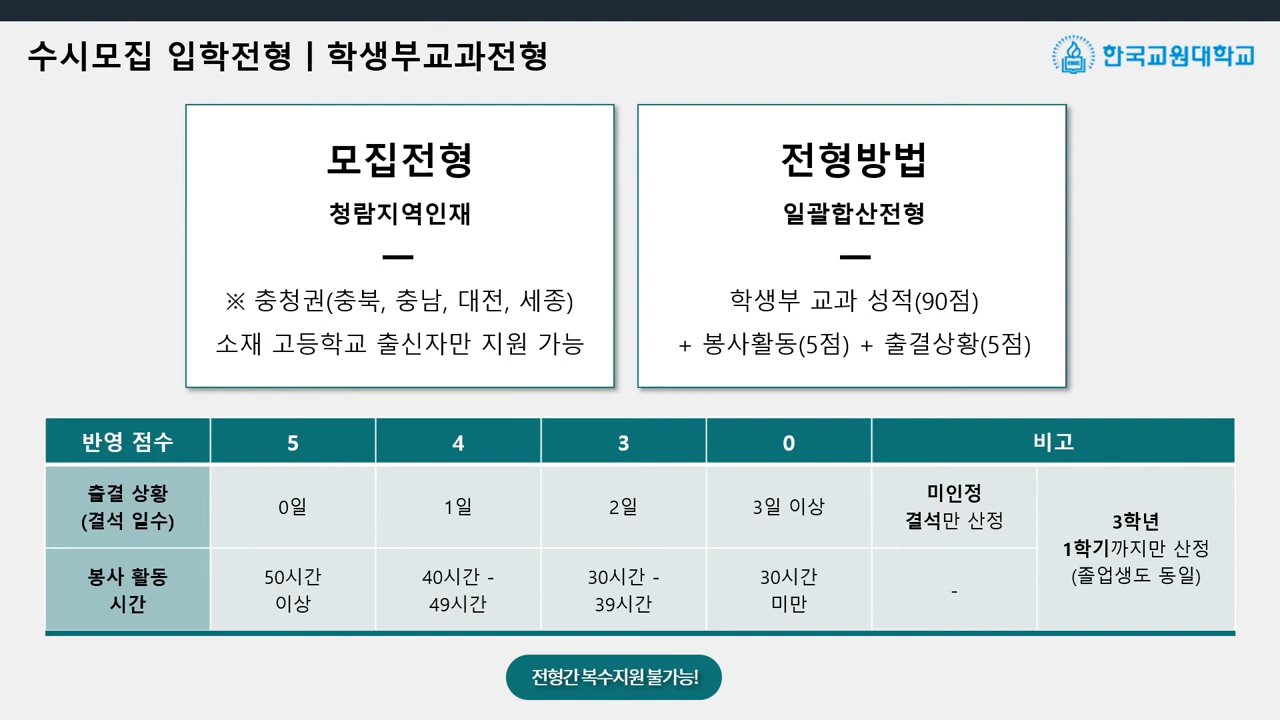 수시모집 입학전형 | 학생부교과전형
한국교원대학교
모집전형
청람지역인재
※ 충청권(충북, 충남, 대전, 세종)
소재 고등학교 출신자만 지원 가능
전형방법
일괄합산전형
학생부 교과 성적(90점)
+ 봉사활동(5점) + 출결상황(5점)
반영 점수 5 4 3 0 비고
출결 상황
(결석 일수)
0일
1일
2일
3일 이상
미인정
결석만 산정
3학년
1학기까지만 산정
(졸업생도 동일)
봉사 활동
시간
50시간
이상
40시간 -
49시간
30시간 -
39시간
30시간
미만
-
전형간 복수지원 불가능!